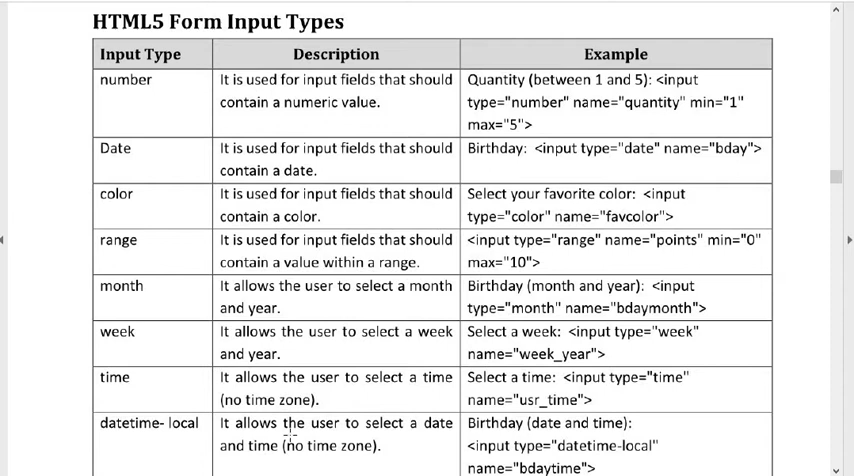 HTML5 Form Input Types
Input Type Description Example
number It is used for input fields that should Quantity (between 1 and 5): <input
contain a numeric value. type="number" name="quantity" min="1"
max="5">
Date It is used for input fields that should Birthday: <input type="date" name="bday">
contain a date.
color It is used for input fields that should Select your favorite color: <input
contain a color. type="color" name="favcolor">
range It is used for input fields that should <input type="range" name="points" min="0"
contain a value within a range. max="10">
month It allows the user to select a month Birthday (month and year): <input
and year. type="month" name="bdaymonth">
week It allows the user to select a week Select a week: <input type="week"
and year. name="week_year">
time It allows the user to select a time Select a time: <input type="time"
(no time zone). name="usr_time">
datetime- local It allows the user to select a date Birthday (date and time):
and time (no time zone). <input type="datetime-local"
name="bdaytime">